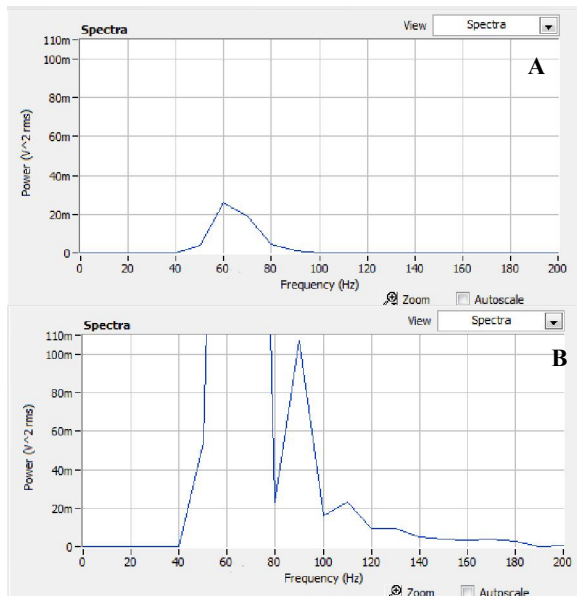 Spectra View Spectra
A
110m
100m
80m
60m
40m
20m
0
0 20 40 60 80 100 120 140 160 180 200
Power (V^2 rms)
Frequency (Hz)
Zoom Autoscale
Spectra View Spectra
B
110m
100m
80m
60m
40m
20m
0
0 20 40 60 80 100 120 140 160 180 200
Power (V^2 rms)
Frequency (Hz)
Zoom Autoscale